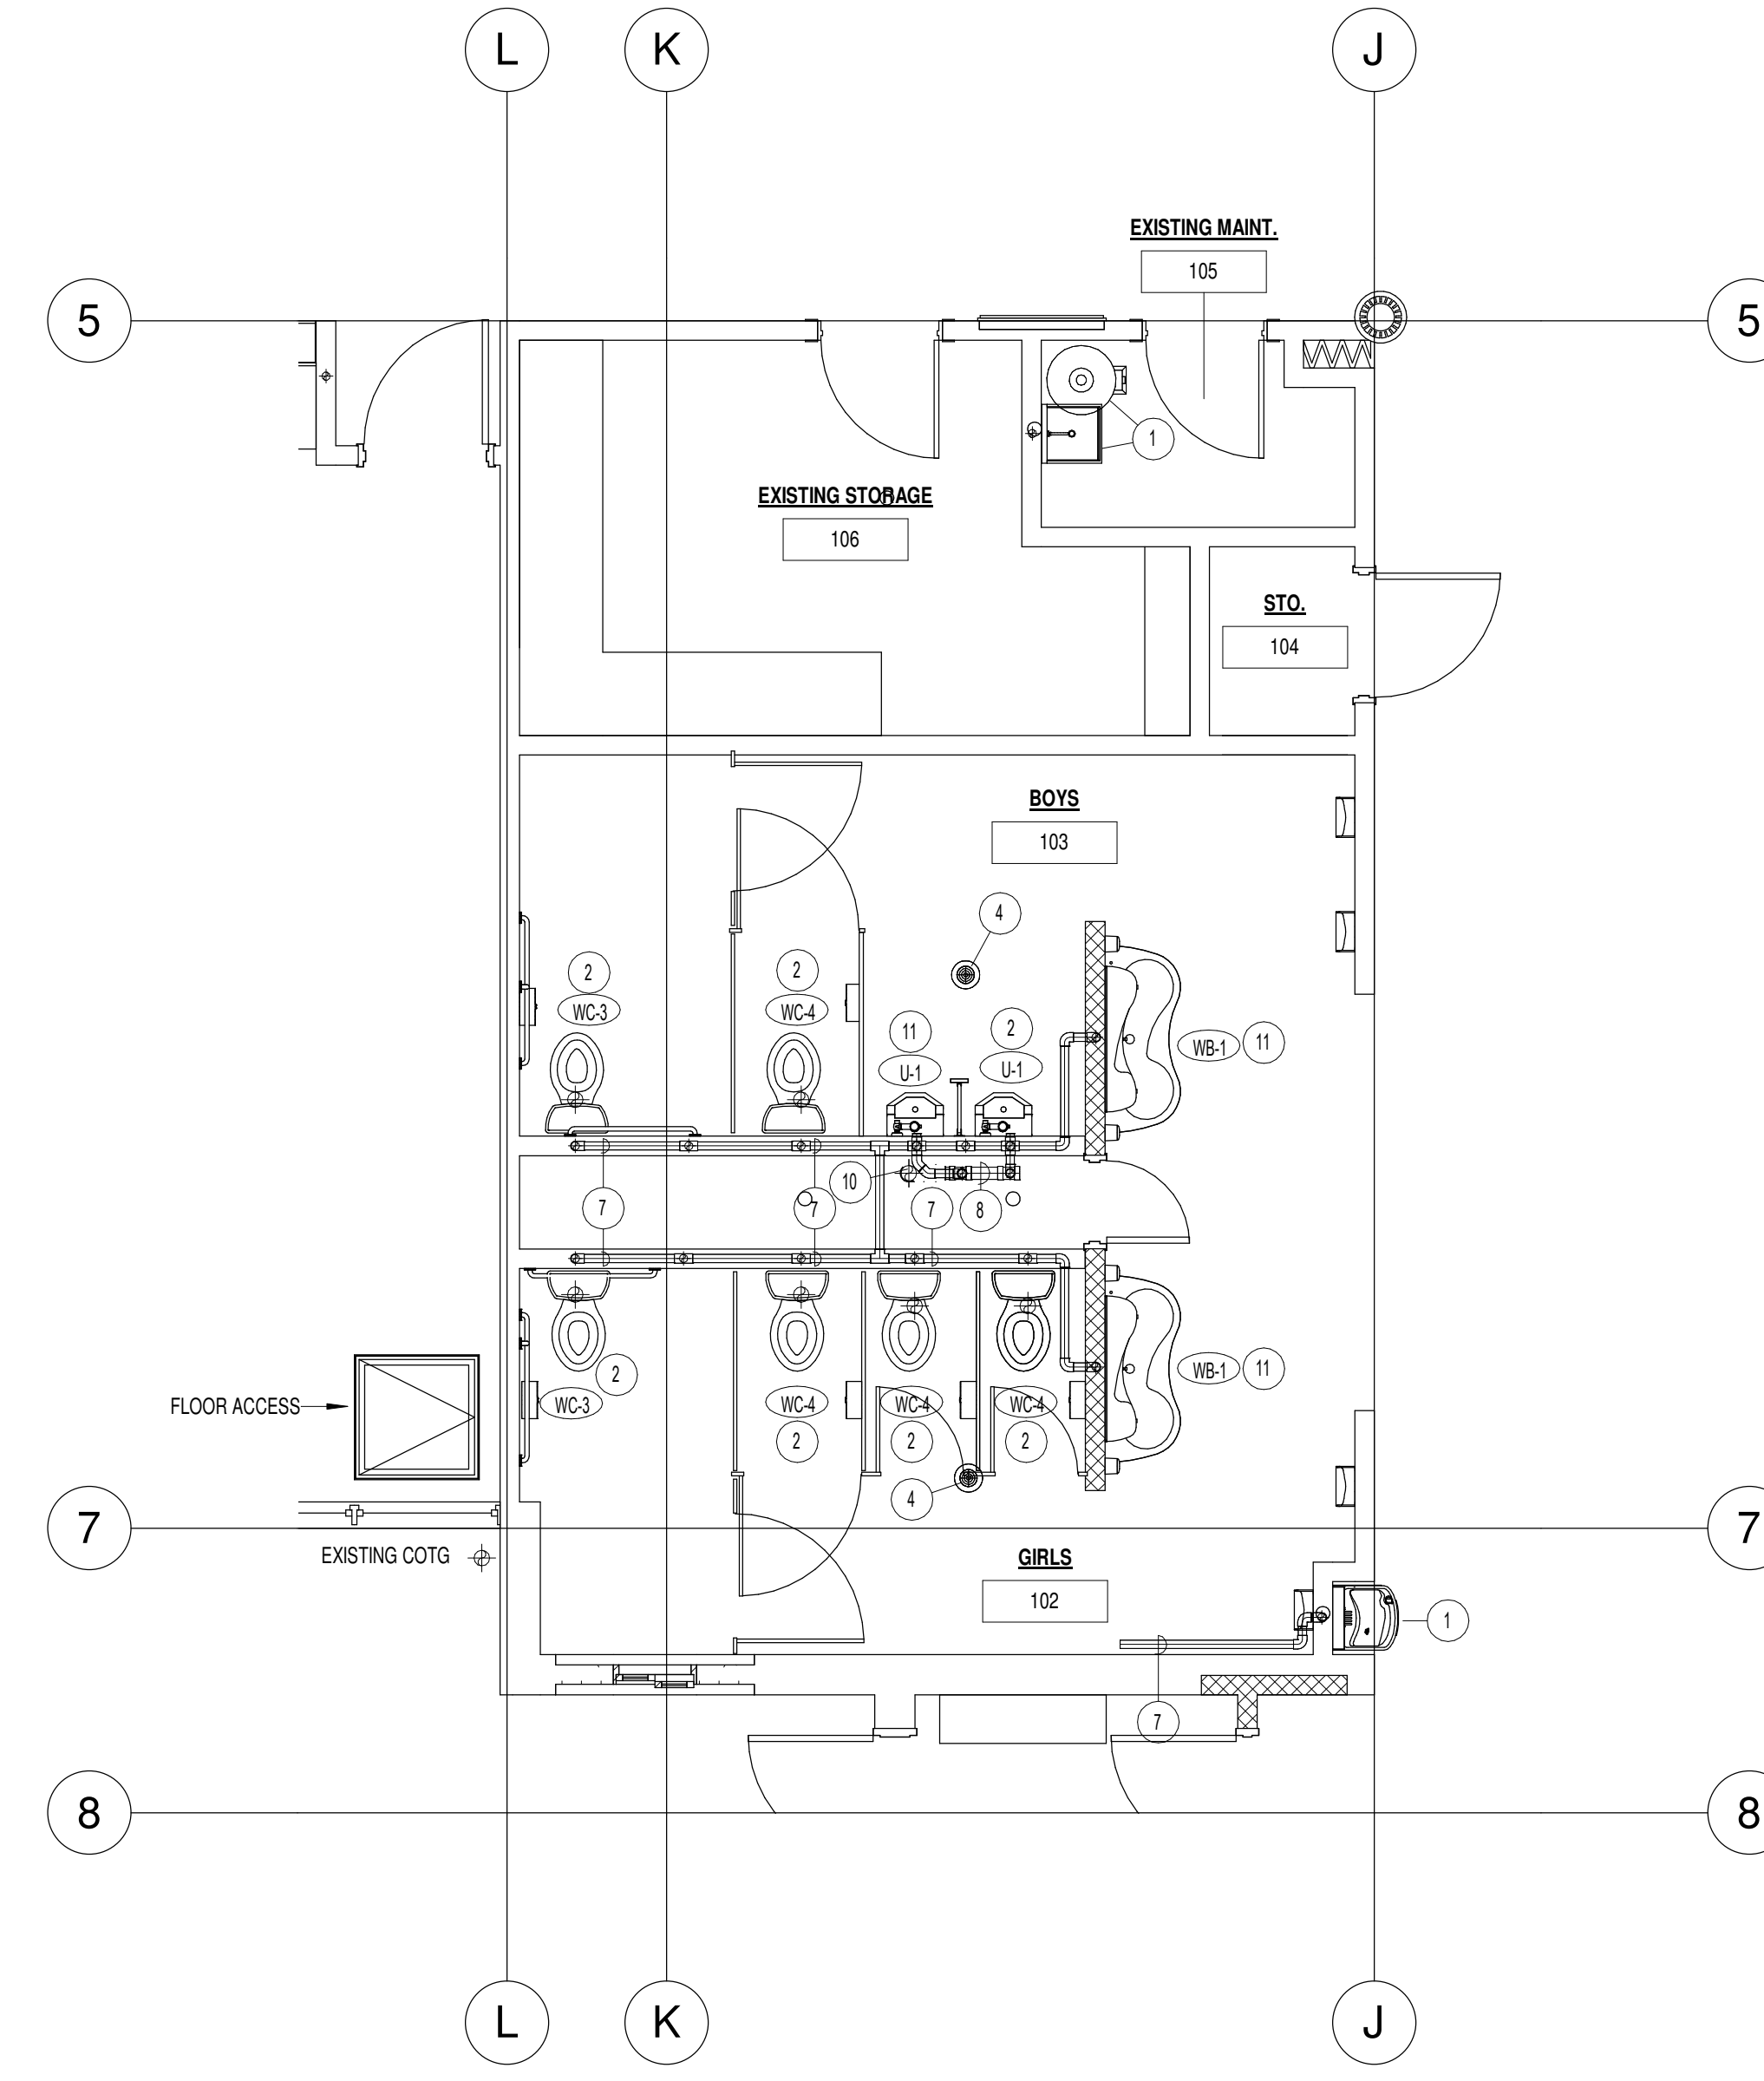 L
K
J
EXISTING MAINT.
105
5
5
1
EXISTING STORAGE
106
STO.
104
BOYS
103
4
2
2
WC-3
WC-4
11
2
U-1
U-1
WB-1
11
10
7
7
7
8
WB-1
11
2
WC-3
WC-4
WC-4
WC-4
2
2
2
FLOOR ACCESS
4
7
7
EXISTING COTG
GIRLS
102
1
7
8
8
L
K
J